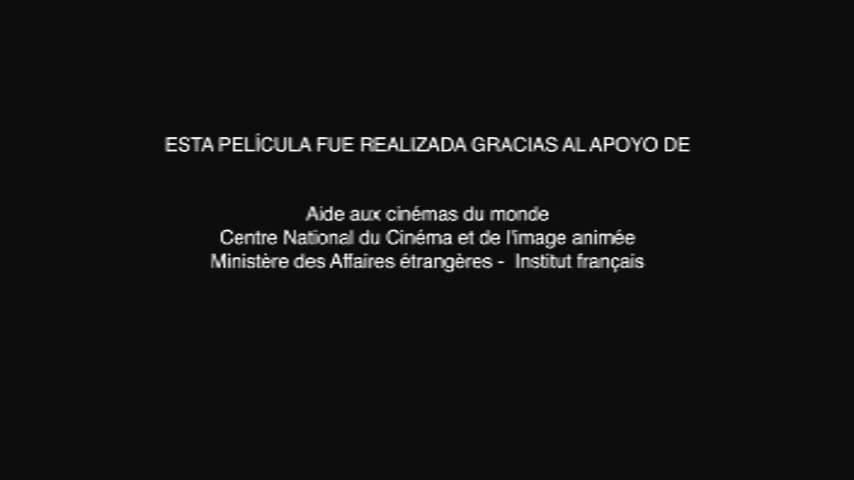 ESTA PELÍCULA FUE REALIZADA GRACIAS AL APOYO DE
Aide aux cinémas du monde
Centre National du Cinéma et de l'image animée
Ministère des Affaires étrangères - Institut français